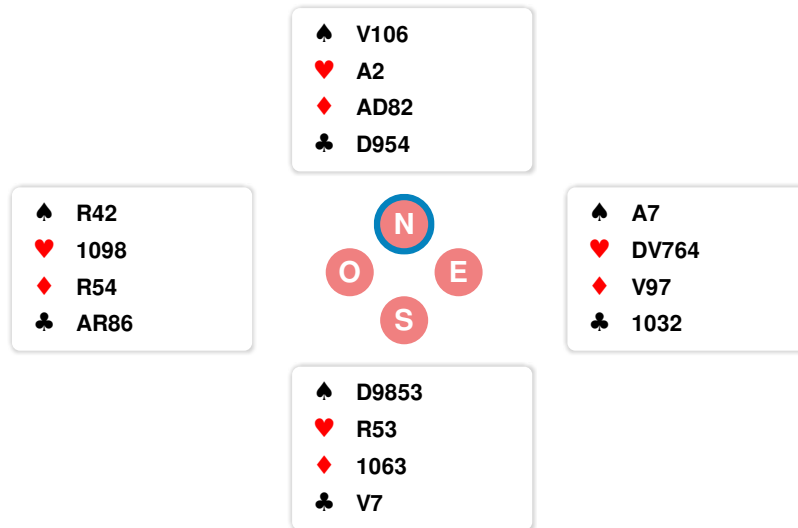 ♠ V106
♥ A2
♦ AD82
♣ D954
♠ R42
♥ 1098
♦ R54
♣ AR86
N
O E
S
♠ A7
♥ DV764
♦ V97
♣ 1032
♠ D9853
♥ R53
♦ 1063
♣ V7